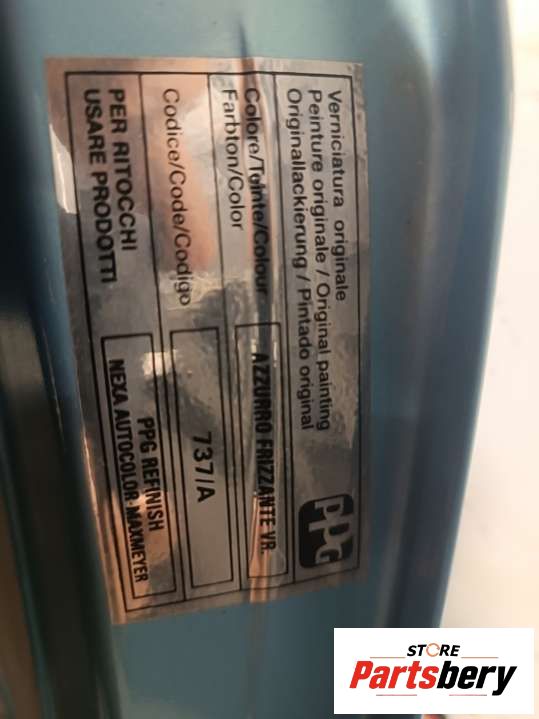 Verniciatura originale
Peinture originale / Original painting
Originallackierung / Pintado original
PPG
Colore/Teinte/Colour
Farbton/Color
AZZURRO FRIZZANTE VR.
Codice/Code/Codigo
737/A
PER RITOCCHI
USARE PRODOTTI
PPG REFINISH
NEXA AUTOCOLOR-MAXMEYER
STORE
Partsbery